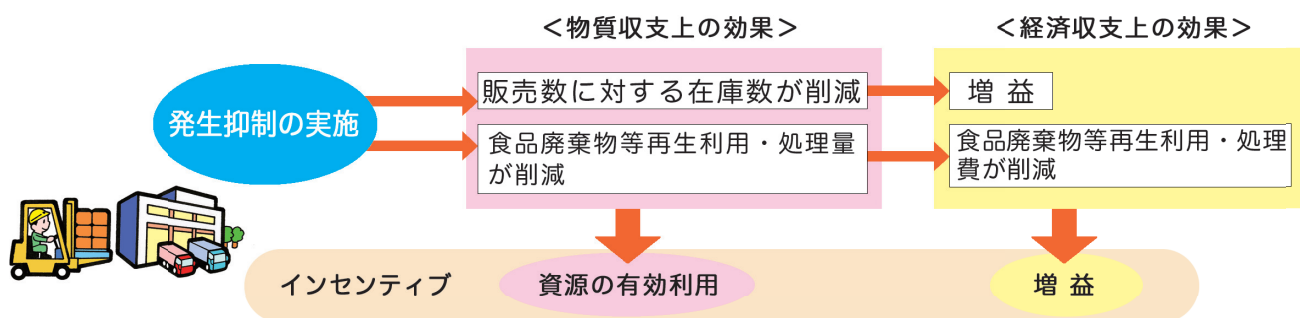 ＜物質収支上の効果＞
＜経済収支上の効果＞
発生抑制の実施
販売数に対する在庫数が削減
増 益
食品廃棄物等再生利用・処理量
が削減
食品廃棄物等再生利用・処理
費が削減
インセンティブ
資源の有効利用
増 益